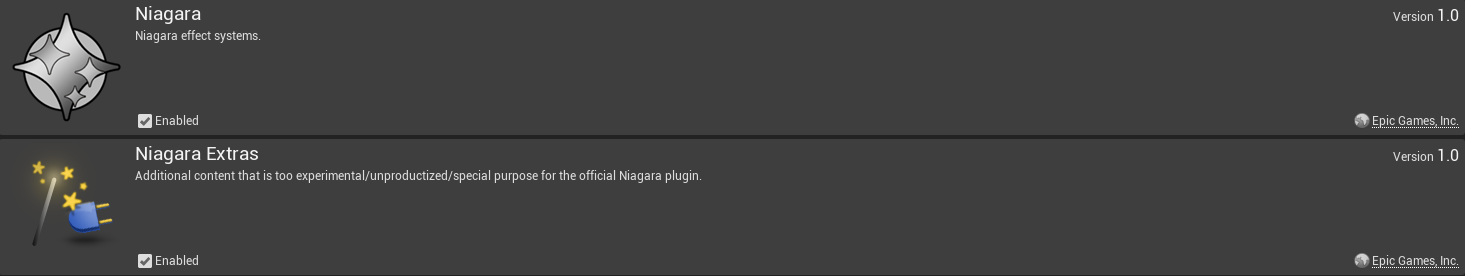 Niagara
Version 1.0
Niagara effect systems.
Enabled
Epic Games, Inc.
Niagara Extras
Version 1.0
Additional content that is too experimental/unproductized/special purpose for the official Niagara plugin.
Enabled
Epic Games, Inc.